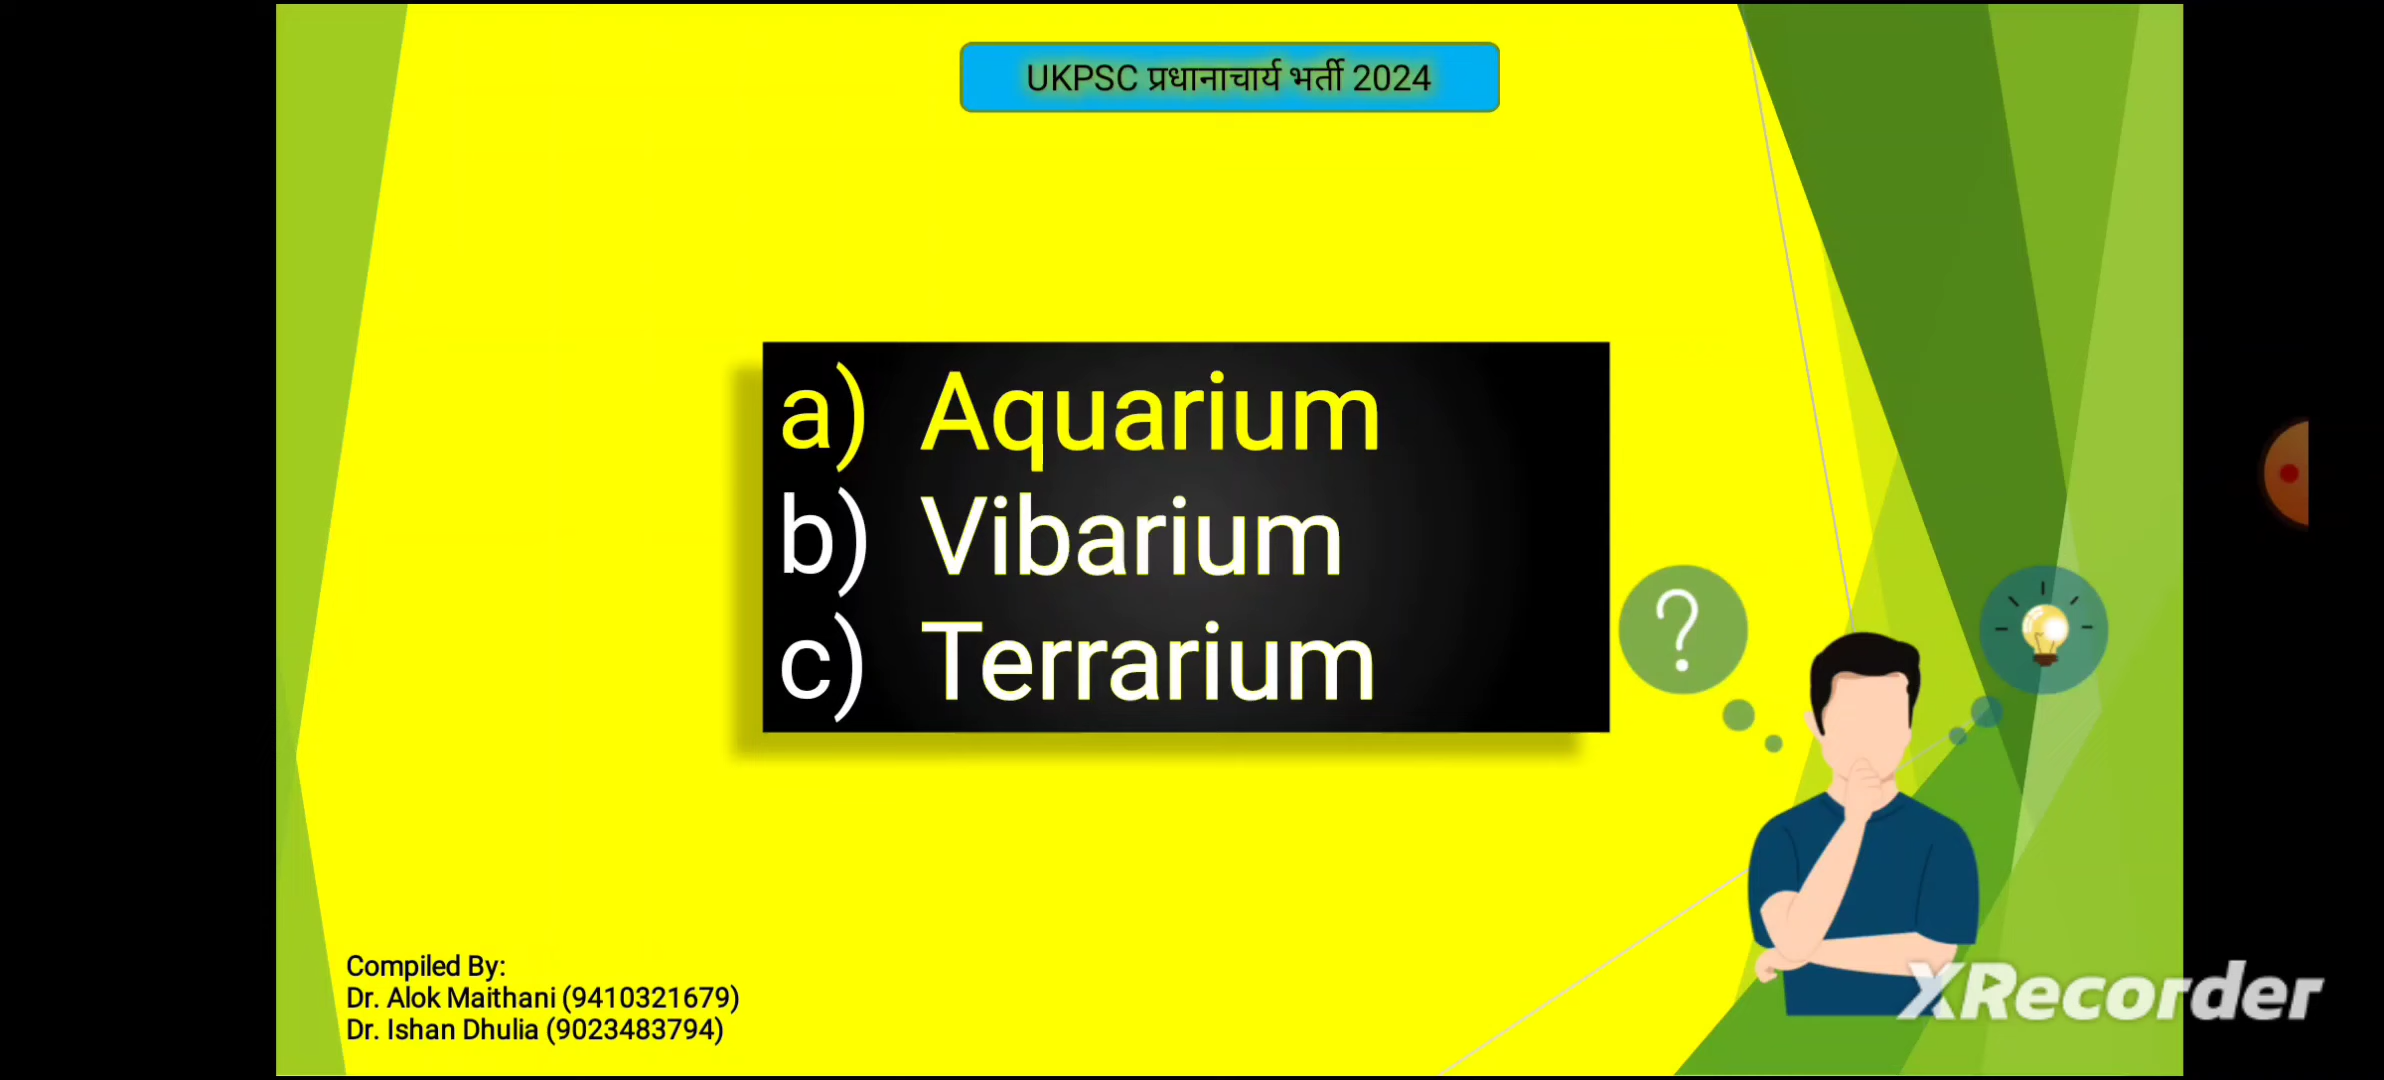 UKPSC प्रधानाचार्य भर्ती 2024
a) Aquarium
b) Vibarium
c) Terrarium
?
Compiled By:
Dr. Alok Maithani (9410321679)
Dr. Ishan Dhulia (9023483794)
XRecorder